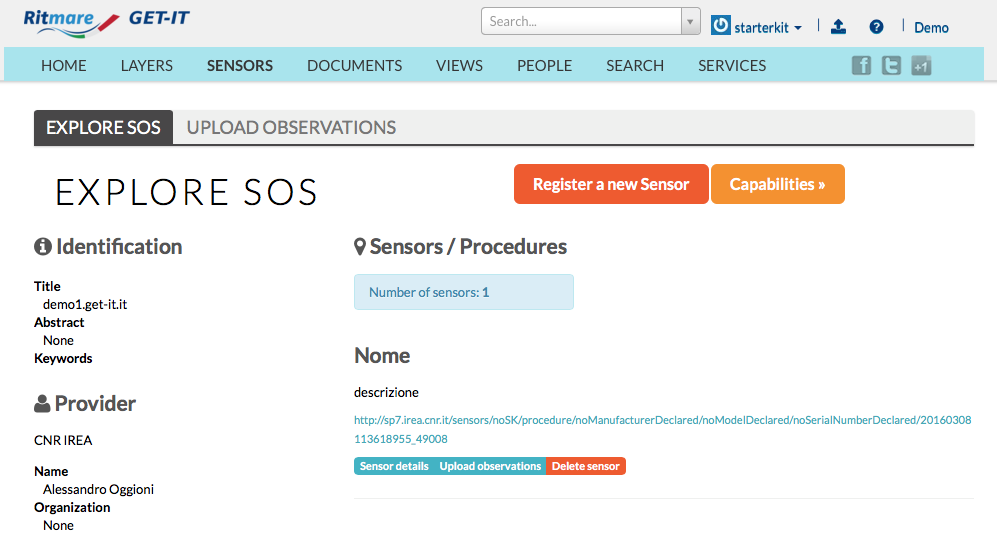 Ritmare GET-IT
Search...
starterkit
Demo
HOME LAYERS SENSORS DOCUMENTS VIEWS PEOPLE SEARCH SERVICES
f t +1
EXPLORE SOS UPLOAD OBSERVATIONS
EXPLORE SOS
Register a new Sensor
Capabilities »
Identification
Title
demo1.get-it.it
Abstract
None
Keywords
Provider
CNR IREA
Name
Alessandro Oggioni
Organization
None
Sensors / Procedures
Number of sensors: 1
Nome
descrizione
http://sp7.irea.cnr.it/sensors/noSK/procedure/noManufacturerDeclared/noModelDeclared/noSerialNumberDeclared/20160308
113618955_49008
Sensor details Upload observations Delete sensor